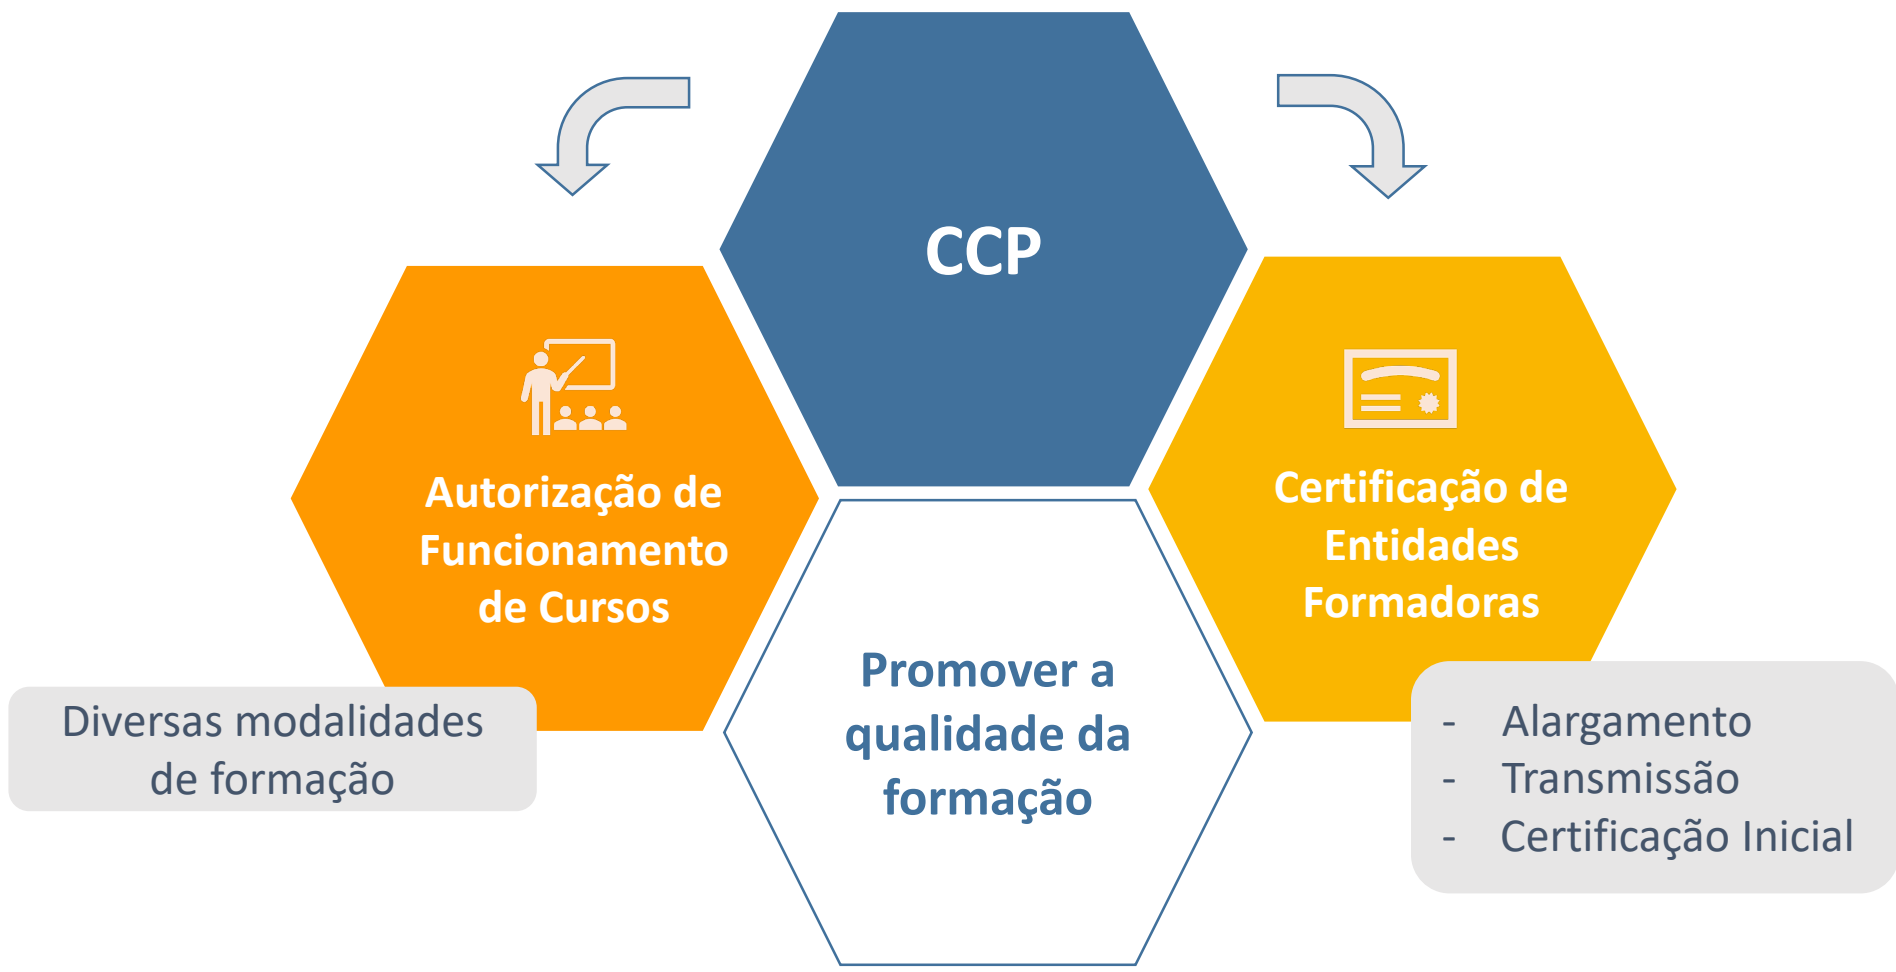 CCP
Autorização de
Funcionamento
de Cursos
Diversas modalidades
de formação
Promover a
qualidade da
formação
Certificação de
Entidades
Formadoras
- Alargamento
- Transmissão
- Certificação Inicial